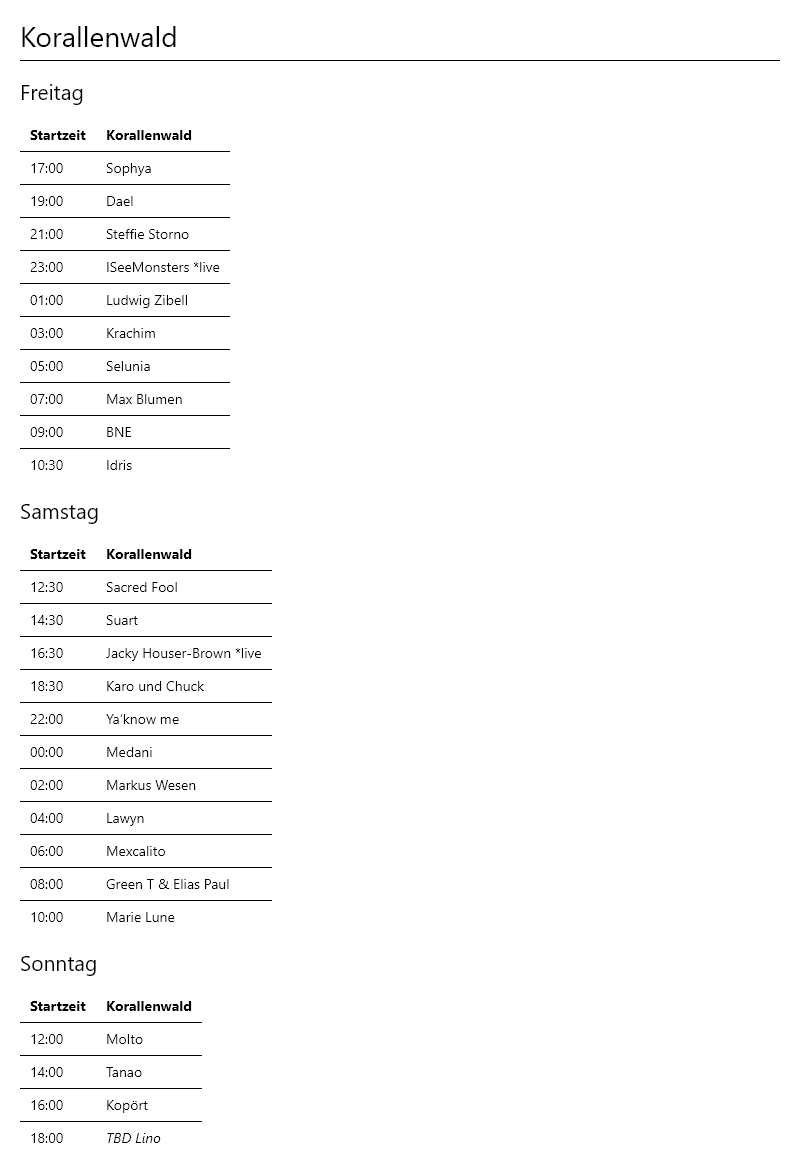 Korallenwald
Freitag
Startzeit Korallenwald
17:00 Sophya
19:00 Dael
21:00 Steffie Storno
23:00 ISeeMonsters *live
01:00 Ludwig Zibell
03:00 Krachim
05:00 Selunia
07:00 Max Blumen
09:00 BNE
10:30 Idris
Samstag
Startzeit Korallenwald
12:30 Sacred Fool
14:30 Suart
16:30 Jacky Houser-Brown *live
18:30 Karo und Chuck
22:00 Ya’know me
00:00 Medani
02:00 Markus Wesen
04:00 Lawyn
06:00 Mexcalito
08:00 Green T & Elias Paul
10:00 Marie Lune
Sonntag
Startzeit Korallenwald
12:00 Molto
14:00 Tanao
16:00 Kopört
18:00 TBD Lino